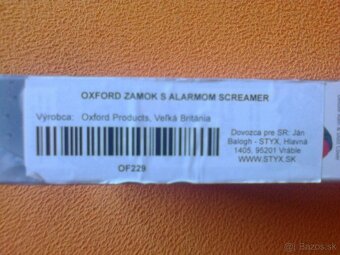 OXFORD ZAMOK S ALARMOM SCREAMER
Výrobca: Oxford Products, Veľká Británia
Dovozca pre SR: Ján
Balogh - STYX, Hlavná
1405, 95201 Vráble
WWW.STYX.SK
OF229
Bazos.sk